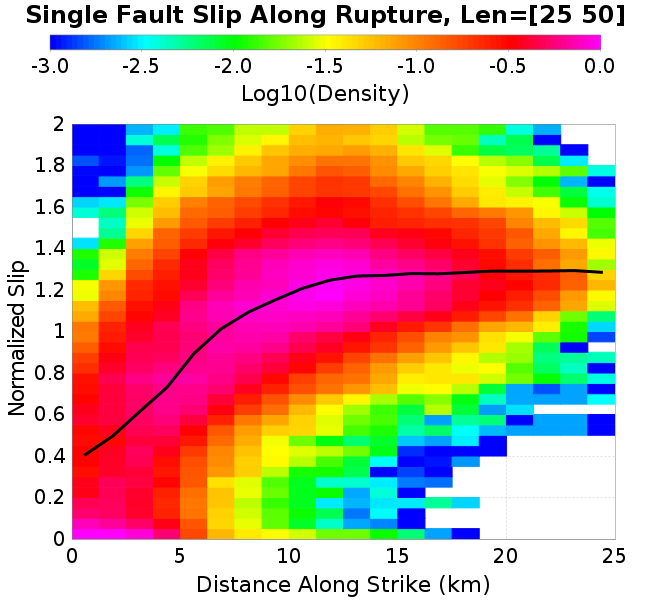 Single Fault Slip Along Rupture, Len=[25 50]
-3.0 -2.5 -2.0 -1.5 -1.0 -0.5 0.0
Log10(Density)
2
1.8
1.6
1.4
1.2
1
0.8
0.6
0.4
0.2
0
Normalized Slip
0 5 10 15 20 25
Distance Along Strike (km)